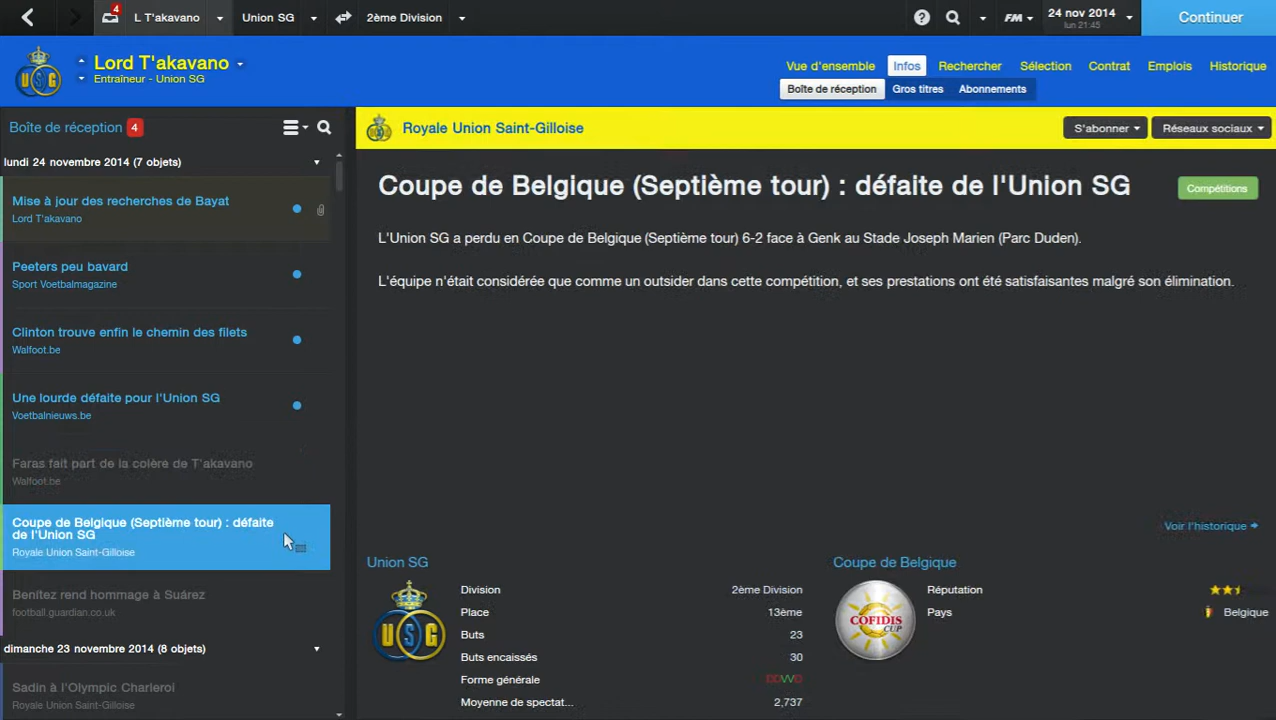 4
L T'akavano
Union SG
2ème Division
FM
24 nov 2014
lun 21:45
Continuer
Lord T'akavano
Entraîneur - Union SG
Vue d'ensemble
Infos
Rechercher
Sélection
Contrat
Emplois
Historique
Boîte de réception
Gros titres
Abonnements
Boîte de réception 4
lundi 24 novembre 2014 (7 objets)
Mise à jour des recherches de Bayat
Lord T'akavano
Peeters peu bavard
Sport Voetbalmagazine
Clinton trouve enfin le chemin des filets
Walfoot.be
Une lourde défaite pour l'Union SG
Voetbalnieuws.be
Faras fait part de la colère de T'akavano
Walfoot.be
Coupe de Belgique (Septième tour) : défaite
de l'Union SG
Royale Union Saint-Gilloise
Benítez rend hommage à Suárez
football.guardian.co.uk
dimanche 23 novembre 2014 (8 objets)
Sadin à l'Olympic Charleroi
Royale Union Saint-Gilloise
Royale Union Saint-Gilloise
S'abonner
Réseaux sociaux
Coupe de Belgique (Septième tour) : défaite de l'Union SG
Compétitions
L'Union SG a perdu en Coupe de Belgique (Septième tour) 6-2 face à Genk au Stade Joseph Marien (Parc Duden).
L'équipe n'était considérée que comme un outsider dans cette compétition, et ses prestations ont été satisfaisantes malgré son élimination.
Voir l'historique
Union SG
USG
Division 2ème Division
Place 13ème
Buts 23
Buts encaissés 30
Forme générale DDVVD
Moyenne de spectat... 2,737
Coupe de Belgique
COFIDIS
CUP
Réputation
Pays Belgique